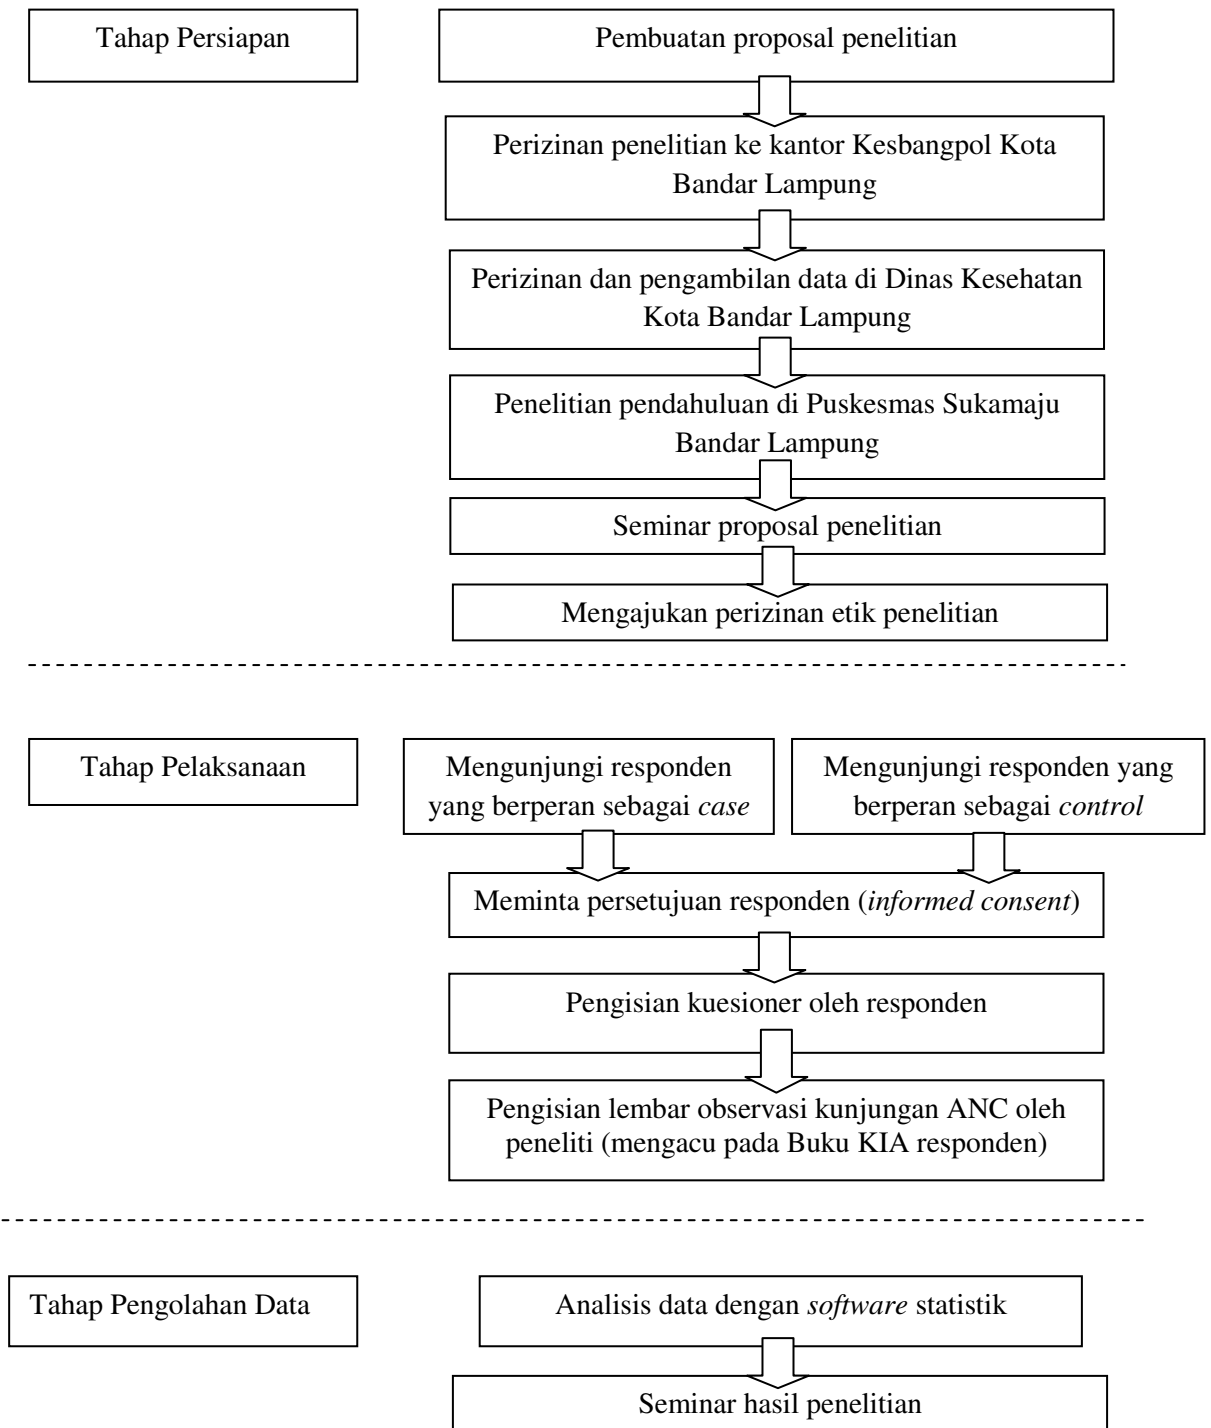 Tahap Persiapan
Pembuatan proposal penelitian
Perizinan penelitian ke kantor Kesbangpol Kota
Bandar Lampung
Perizinan dan pengambilan data di Dinas Kesehatan
Kota Bandar Lampung
Penelitian pendahuluan di Puskesmas Sukamaju
Bandar Lampung
Seminar proposal penelitian
Mengajukan perizinan etik penelitian
Tahap Pelaksanaan
Mengunjungi responden
yang berperan sebagai case
Mengunjungi responden yang
berperan sebagai control
Meminta persetujuan responden (informed consent)
Pengisian kuesioner oleh responden
Pengisian lembar observasi kunjungan ANC oleh
peneliti (mengacu pada Buku KIA responden)
Tahap Pengolahan Data
Analisis data dengan software statistik
Seminar hasil penelitian